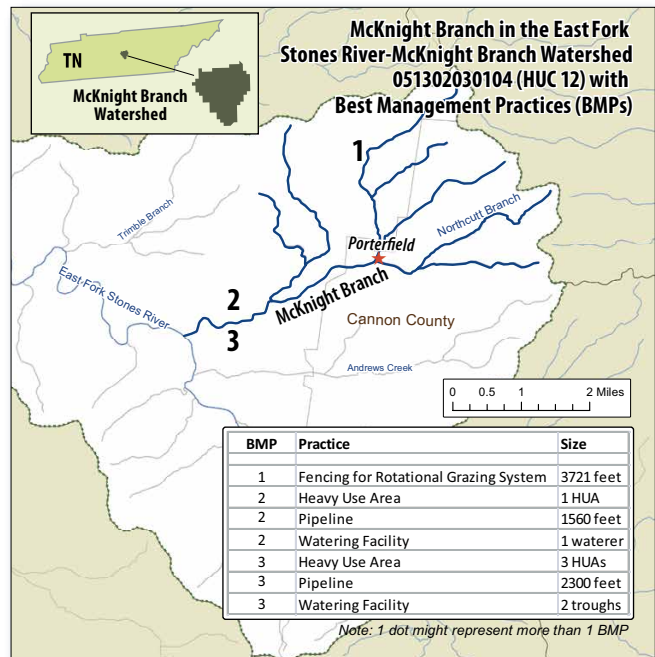 McKnight Branch in the East Fork
Stones River-McKnight Branch Watershed
051302030104 (HUC 12) with
Best Management Practices (BMPs)
TN
McKnight Branch
Watershed
1
Trimble Branch
Northcutt Branch
Porterfield
East Fork Stones River
2
McKnight Branch
3
Cannon County
Andrews Creek
0 0.5 1 2 Miles
BMP Practice Size
1 Fencing for Rotational Grazing System 3721 feet
2 Heavy Use Area 1 HUA
2 Pipeline 1560 feet
2 Watering Facility 1 waterer
3 Heavy Use Area 3 HUAs
3 Pipeline 2300 feet
3 Watering Facility 2 troughs
Note: 1 dot might represent more than 1 BMP